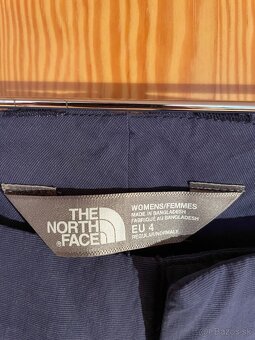 THE
NORTH
FACE
WOMENS/FEMMES
MADE IN BANGLADESH
FABRIQUÉ AU BANGLADESH
EU 4
REGULAR/NORMALE